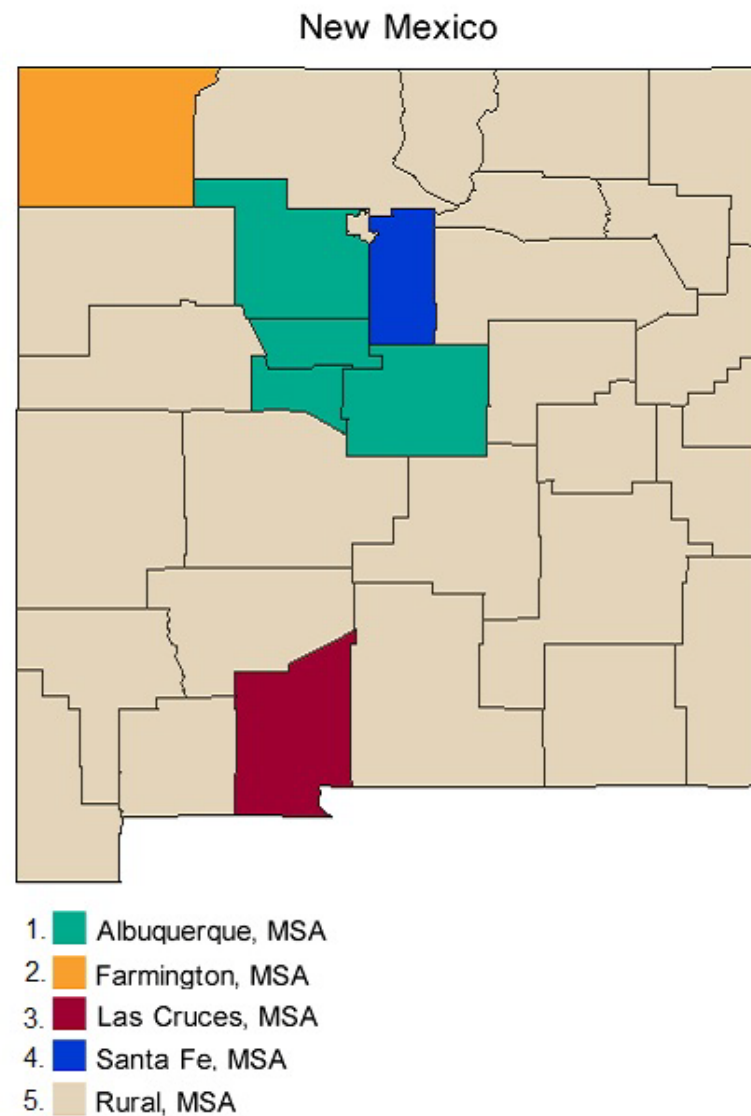 New Mexico
1. Albuquerque, MSA
2. Farmington, MSA
3. Las Cruces, MSA
4. Santa Fe, MSA
5. Rural, MSA